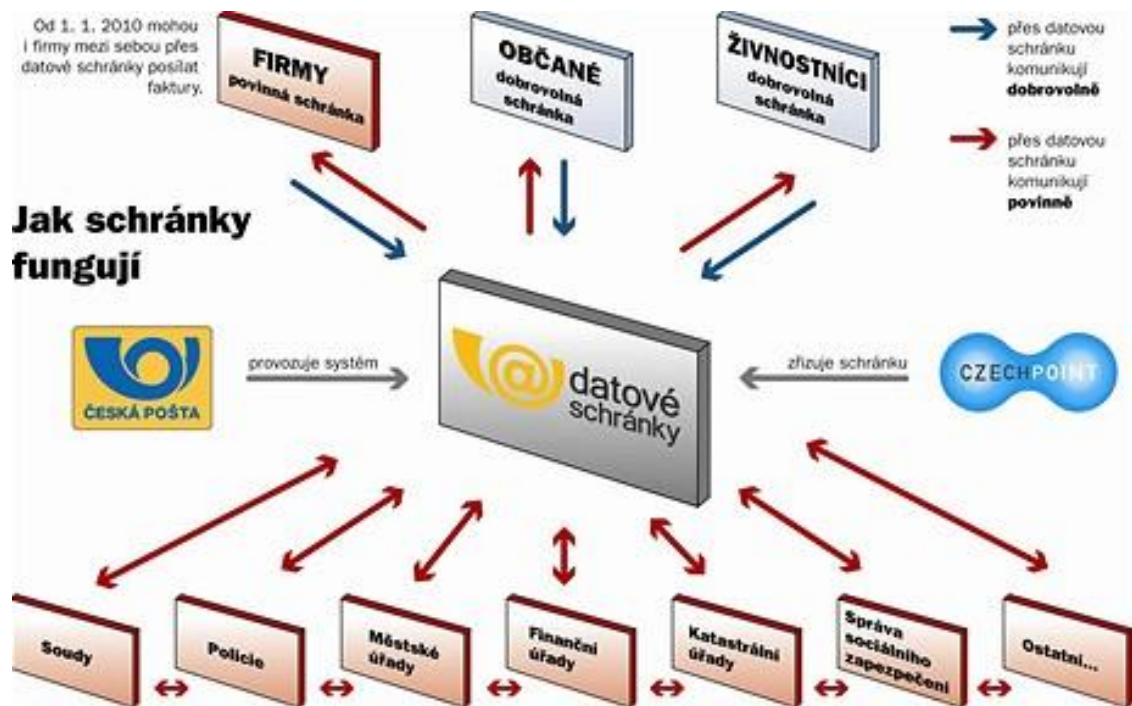 Od 1. 1. 2010 mohou
i firmy mezi sebou přes
datové schránky posílat
faktury.
FIRMY
povinná schránka
OBČANÉ
dobrovolná
schránka
ŽIVNOSTNÍCI
dobrovolná
schránka
přes datovou
schránku
komunikují
dobrovolně
přes datovou
schránku
komunikují
povinně
Jak schránky
fungují
ČESKÁ POŠTA
provozuje systém
@
datové
schránky
zřizuje schránku
CZECHPOINT
Soudy
Policie
Městské
úřady
Finanční
úřady
Katastrální
úřady
Správa
sociálního
zapezpečení
Ostatní...